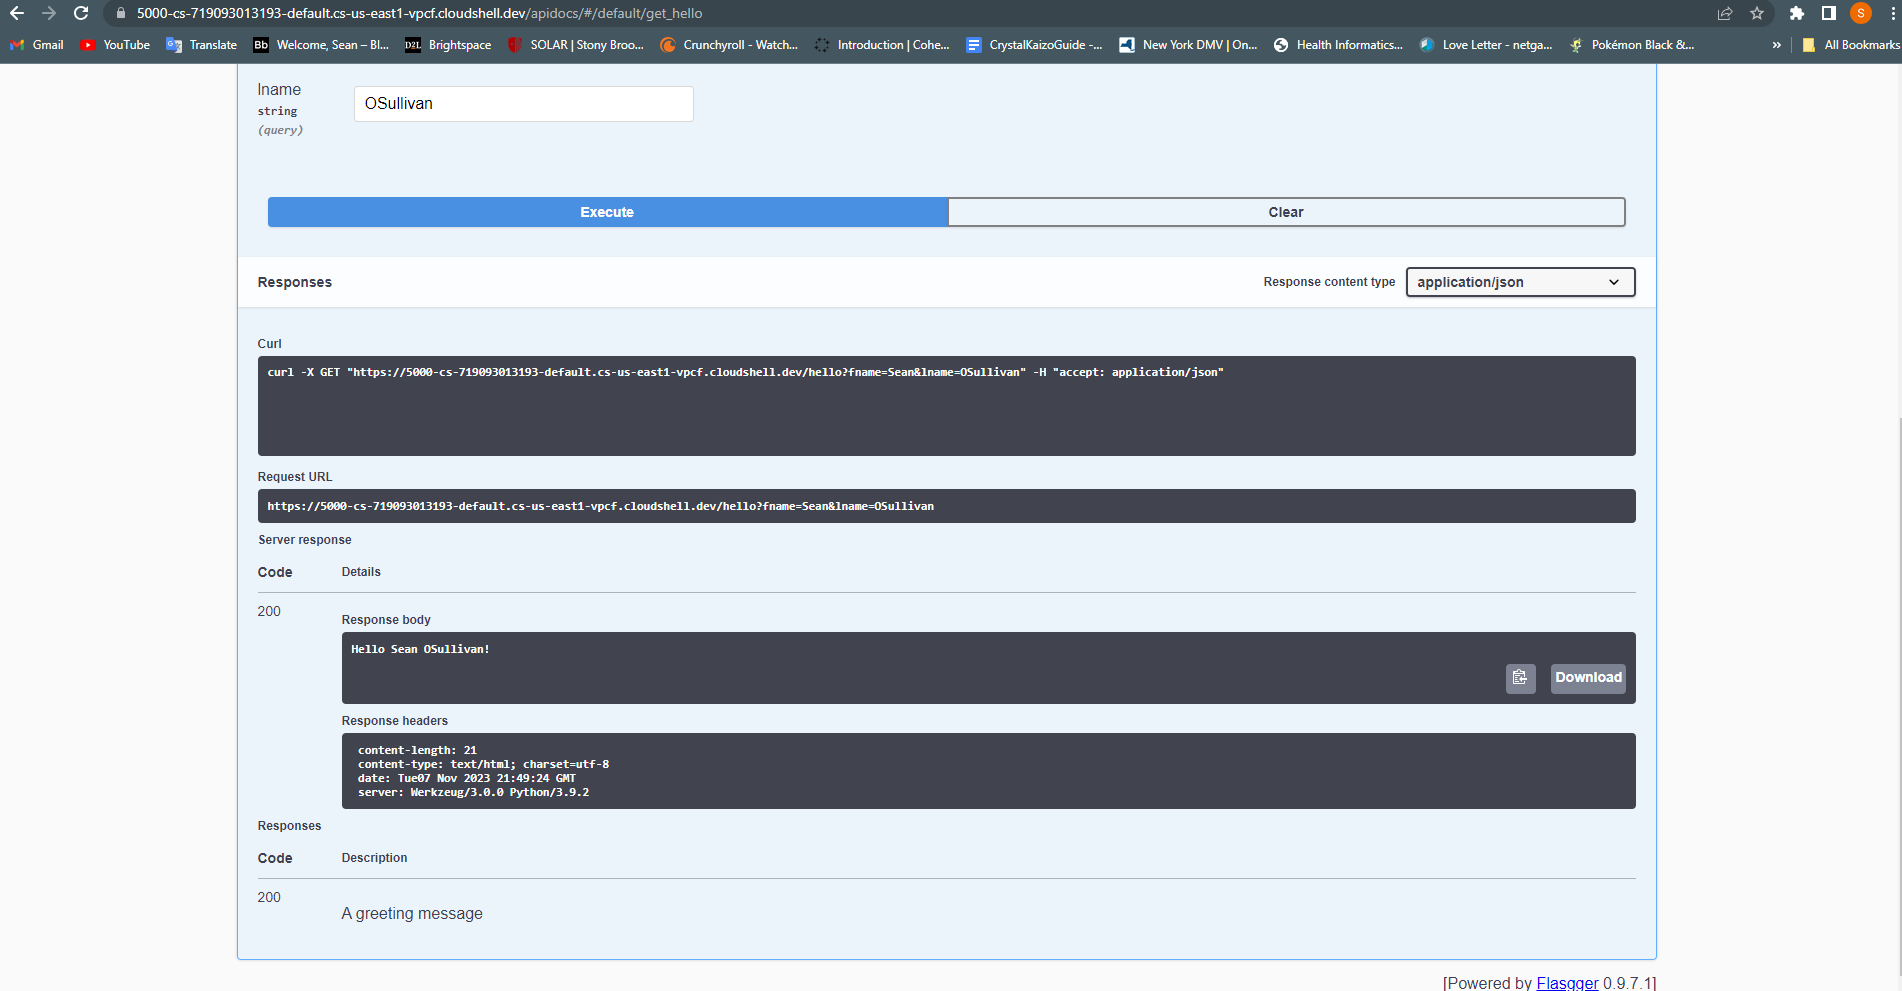 5000-cs-719093013193-default.cs-us-east1-vpcf.cloudshell.dev/apidocs/#/default/get_hello
S
Gmail YouTube Translate Bb Welcome, Sean – Bl... D2L Brightspace SOLAR | Stony Broo... Crunchyroll - Watch... Introduction | Cohe... CrystalKaizoGuide -... New York DMV | On... Health Informatics... Love Letter - netga... Pokémon Black &... » All Bookmarks
lname
string
(query)
OSullivan
Execute Clear
Responses Response content type application/json
Curl
curl -X GET "https://5000-cs-719093013193-default.cs-us-east1-vpcf.cloudshell.dev/hello?fname=Sean&lname=OSullivan" -H "accept: application/json"
Request URL
https://5000-cs-719093013193-default.cs-us-east1-vpcf.cloudshell.dev/hello?fname=Sean&lname=OSullivan
Server response
Code Details
200
Response body
Hello Sean OSullivan!
Download
Response headers
content-length: 21
content-type: text/html; charset=utf-8
date: Tue07 Nov 2023 21:49:24 GMT
server: Werkzeug/3.0.0 Python/3.9.2
Responses
Code Description
200
A greeting message
[Powered by Flasgger 0.9.7.1]